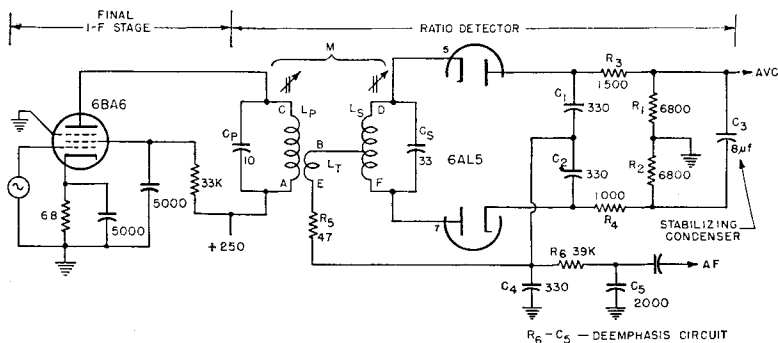 FINAL
I-F STAGE
RATIO DETECTOR
M
6BA6
C
LP
CP
10
A
LS
D
CS
33
B
LT
E
F
5
6AL5
7
R3
1500
AVC
C1
330
R1
6800
C3
8µf
C2
330
R2
6800
1000
R4
STABILIZING
CONDENSER
33K
68
5000
5000
+250
R5
47
R6 39K
AF
C4
330
C5
2000
R6-C5 — DEEMPHASIS CIRCUIT